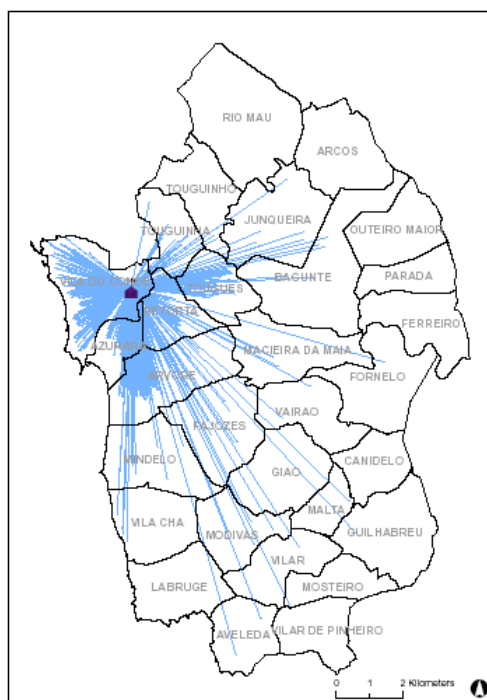 RIO MAU
ARCOS
TOUGUINHO
JUNQUEIRA
TOUGUINHA
OUTEIRO MAIOR
VILA DO CONDE
BAGUNTE
PARADA
TOUGUES
RETORTA
FERREIRO
AZURARA
MACIEIRA DA MAIA
ARVORE
FORNELO
VAIRAO
FAJOZES
MINDELO
GIAO
CANIDELO
MALTA
VILA CHA
MODIVAS
GUILHABREU
VILAR
LABRUGE
MOSTEIRO
AVELEDA
VILAR DE PINHEIRO
0 1 2 Kilometers